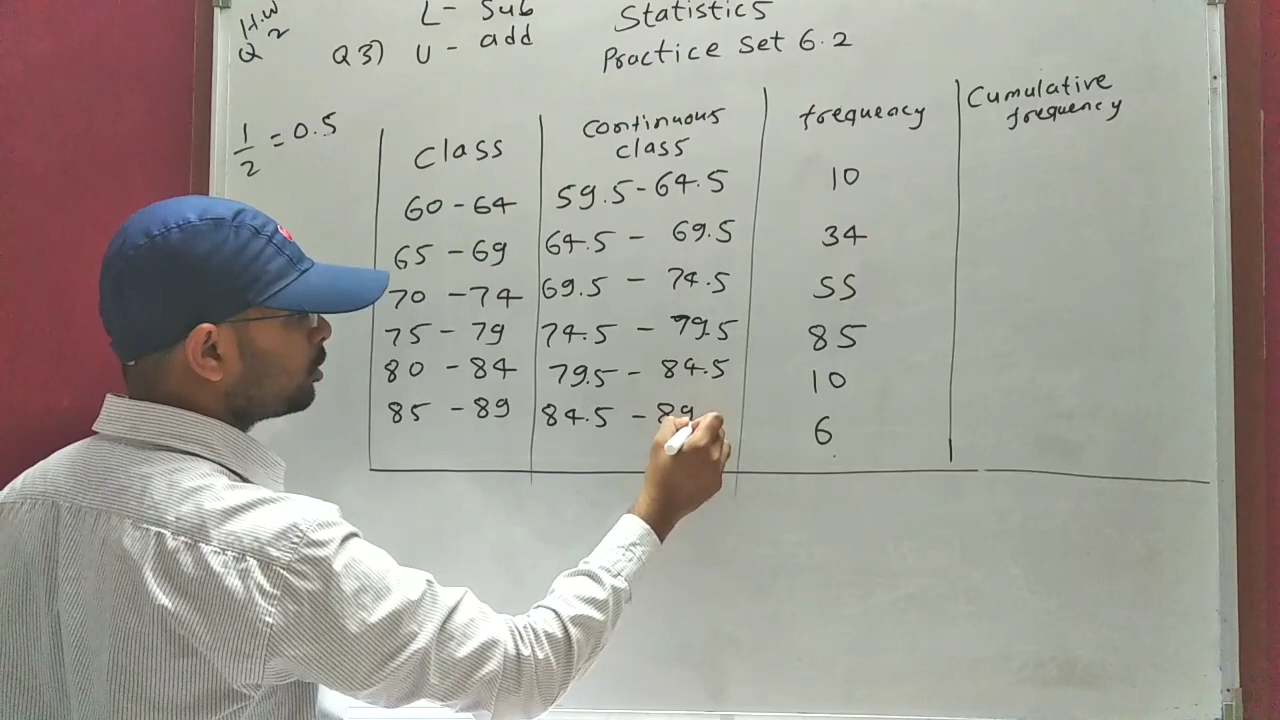 H.W
Q 2
L - Sub
Q 3) U - add
Statistics
Practice Set 6.2
1/2 = 0.5
Class | Continuous class | frequency | Cumulative frequency
60 - 64 | 59.5 - 64.5 | 10
65 - 69 | 64.5 - 69.5 | 34
70 - 74 | 69.5 - 74.5 | 55
75 - 79 | 74.5 - 79.5 | 85
80 - 84 | 79.5 - 84.5 | 10
85 - 89 | 84.5 - 89 | 6